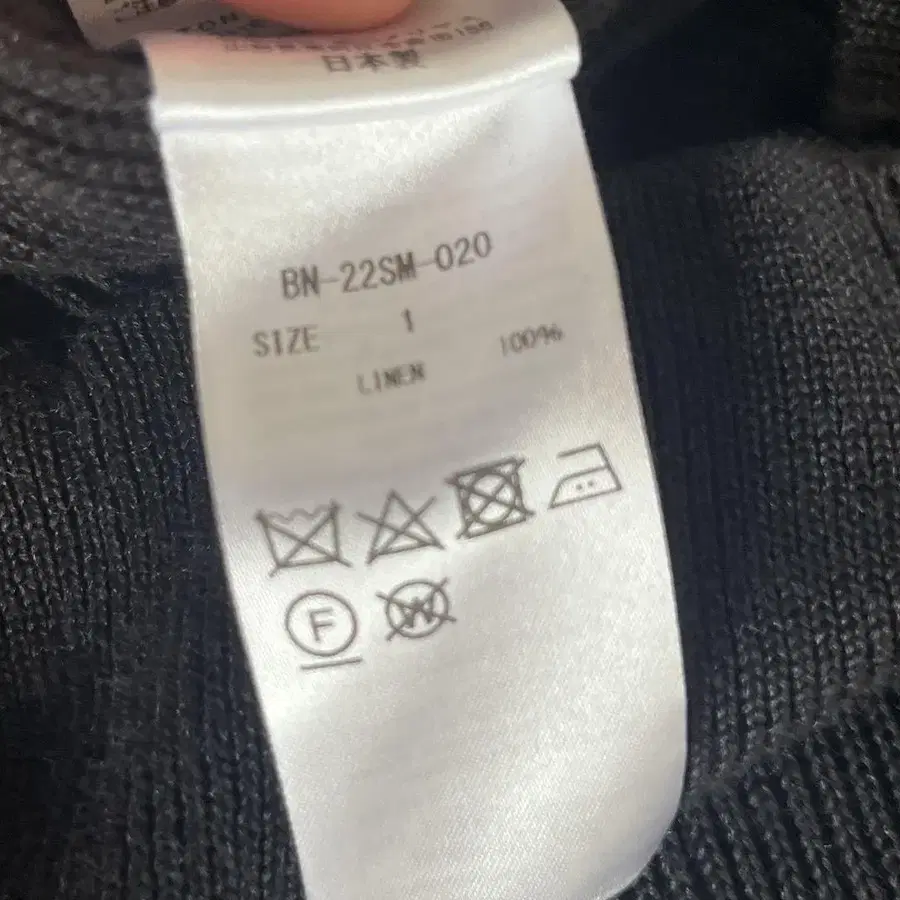 日本製
BN-22SM-020
SIZE 1
100%
LINEN
F
W